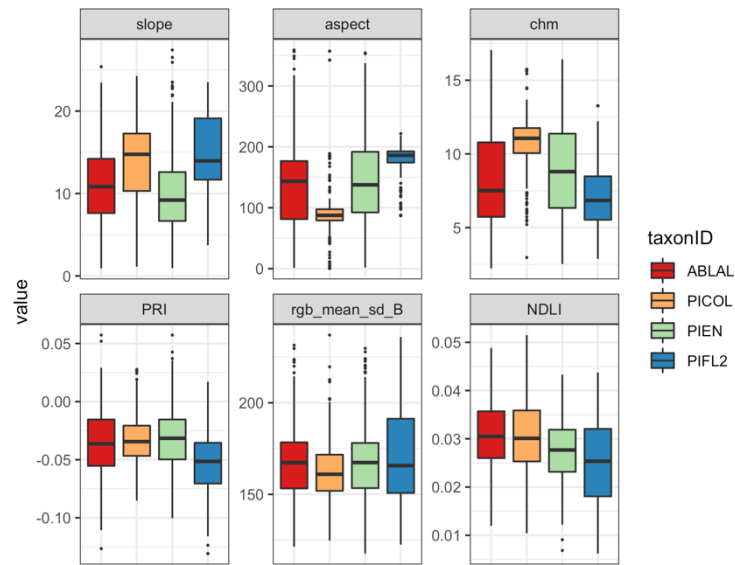 slope aspect chm
20
10
0
300
200
100
0
15
10
5
value
taxonID
ABLAL
PICOL
PIEN
PIFL2
PRI rgb_mean_sd_B NDLI
0.05
0.00
-0.05
-0.10
200
150
0.05
0.04
0.03
0.02
0.01